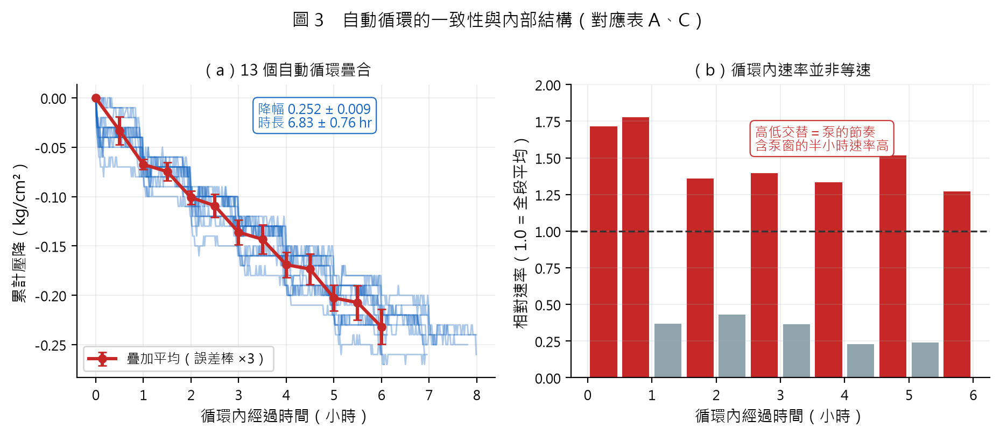 圖 3　自動循環的一致性與內部結構（對應表 A、C）
（a）13 個自動循環疊合
降幅 0.252 ± 0.009
時長 6.83 ± 0.76 hr
累計壓降（kg/cm²）
0.00
-0.05
-0.10
-0.15
-0.20
-0.25
疊加平均（誤差棒 ×3）
0 1 2 3 4 5 6 7 8
循環內經過時間（小時）
（b）循環內速率並非等速
高低交替＝泵的節奏
含泵窗的半小時速率高
相對速率（1.0 = 全段平均）
2.00
1.75
1.50
1.25
1.00
0.75
0.50
0.25
0.00
0 1 2 3 4 5 6
循環內經過時間（小時）